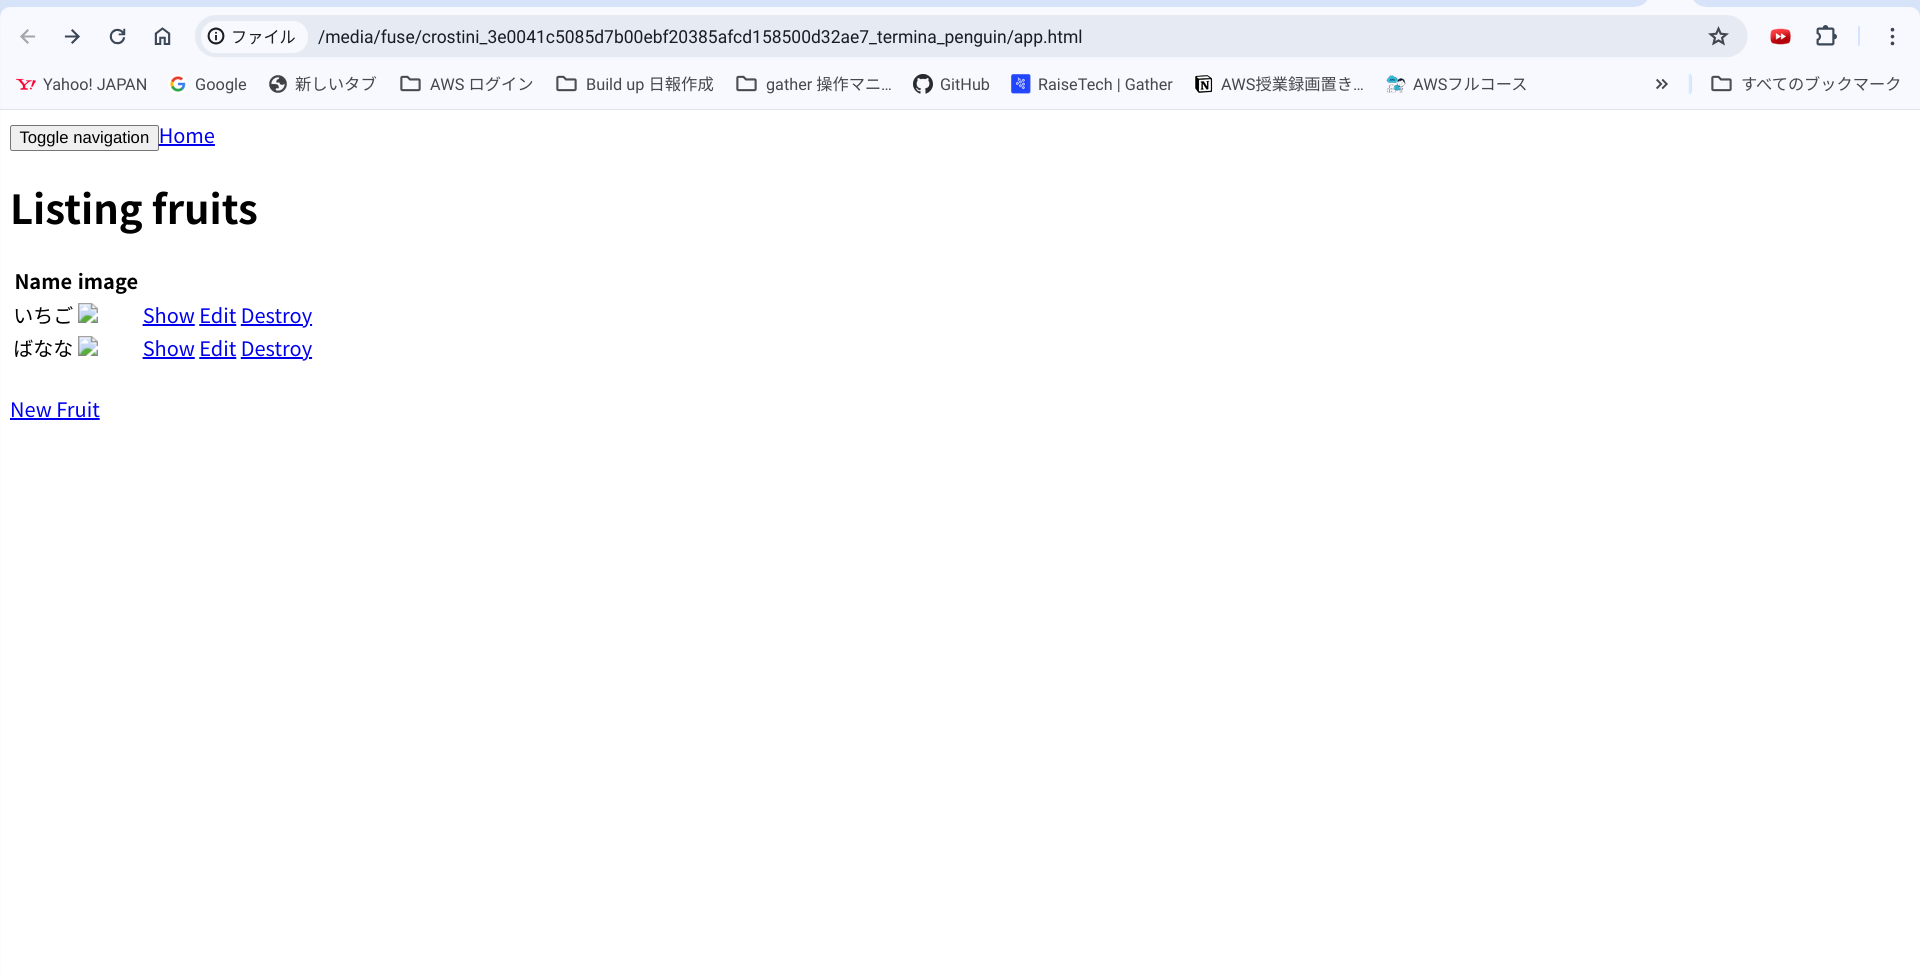 ファイル /media/fuse/crostini_3e0041c5085d7b00ebf20385afcd158500d32ae7_termina_penguin/app.html
Yahoo! JAPAN Google 新しいタブ AWS ログイン Build up 日報作成 gather 操作マニ... GitHub RaiseTech | Gather AWS授業録画置き... AWSフルコース » すべてのブックマーク
Toggle navigation Home
Listing fruits
Name image
いちご Show Edit Destroy
ばなな Show Edit Destroy
New Fruit